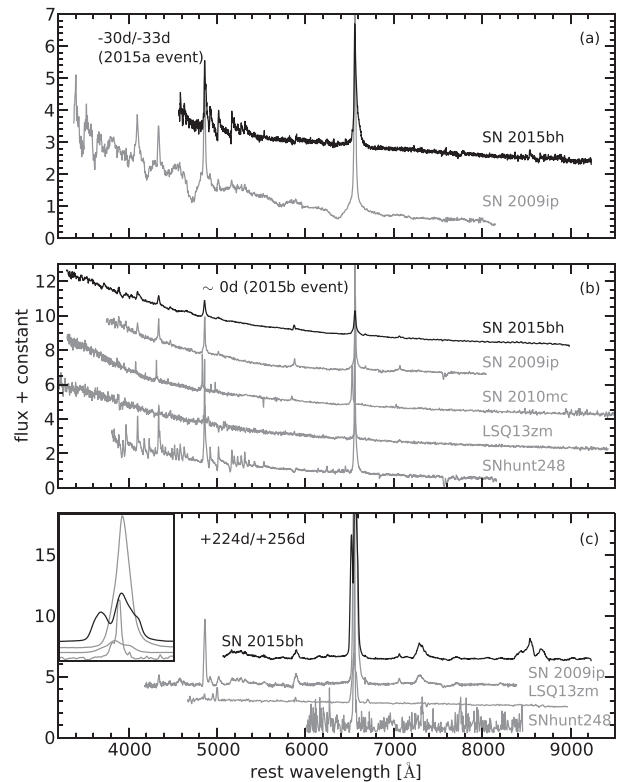 7
6
5
4
3
2
1
0
-30d/-33d
(2015a event)
(a)
SN 2015bh
SN 2009ip
12
10
8
6
4
2
0
~ 0d (2015b event)
(b)
SN 2015bh
SN 2009ip
SN 2010mc
LSQ13zm
SNhunt248
flux + constant
15
10
5
0
+224d/+256d
(c)
SN 2015bh
SN 2009ip
LSQ13zm
SNhunt248
4000 5000 6000 7000 8000 9000
rest wavelength [Å]